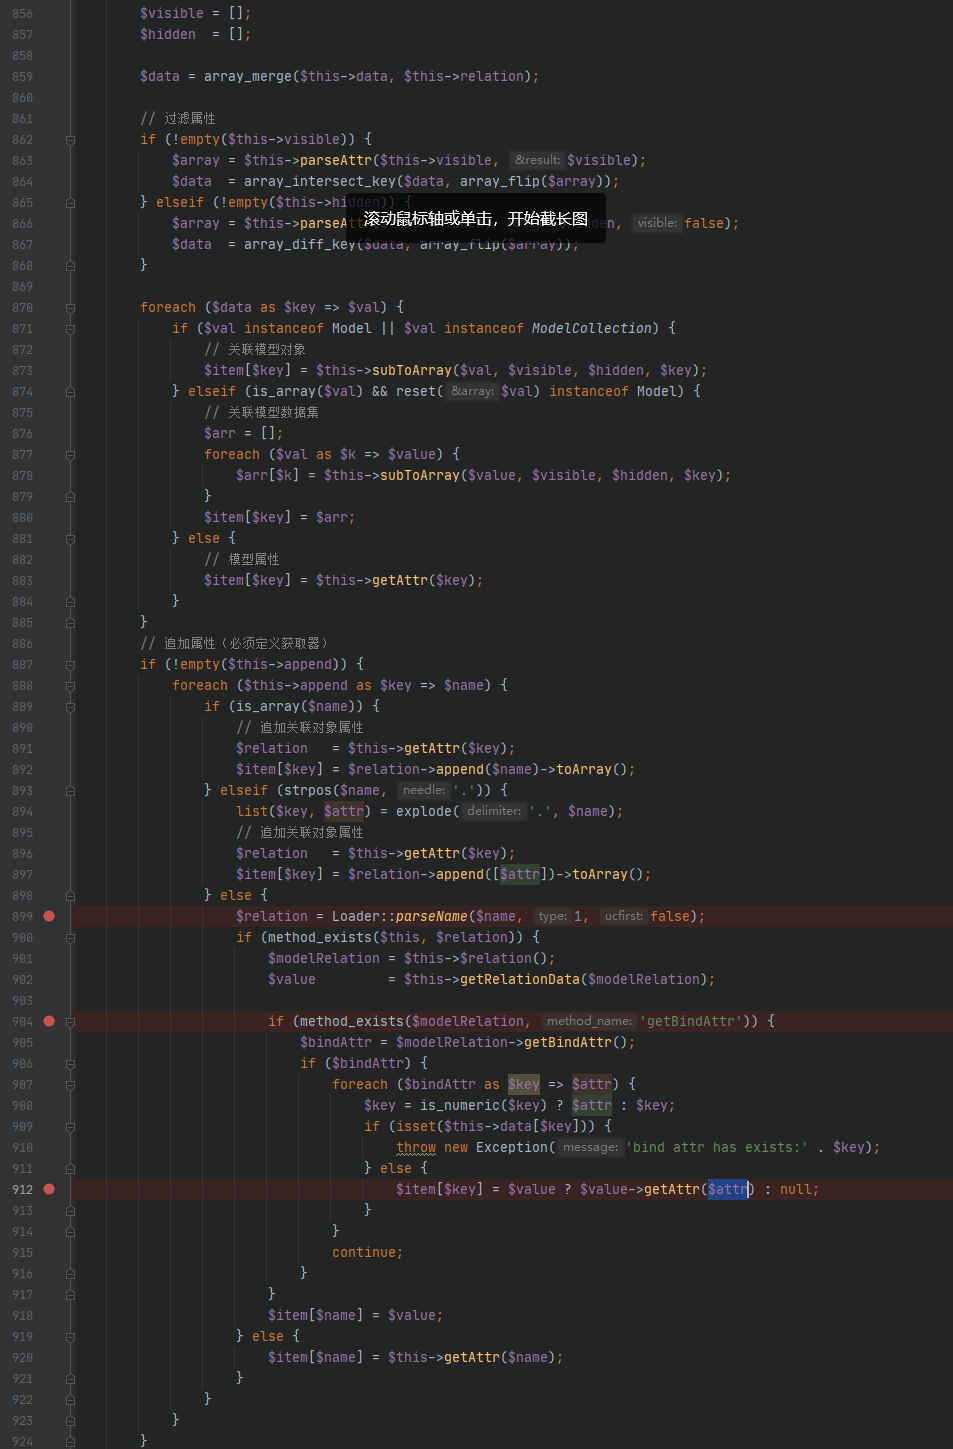 856 $visible = [];
857 $hidden  = [];
858
859 $data = array_merge($this->data, $this->relation);
860
861 // 过滤属性
862 if (!empty($this->visible)) {
863     $array = $this->parseAttr($this->visible, &result: $visible);
864     $data  = array_intersect_key($data, array_flip($array));
865 } elseif (!empty($this->hidden)) {
滚动鼠标轴或单击，开始截长图
866     $array = $this->parseAttr( hidden, visible: false);
867     $data  = array_diff_key($data, array_flip($array));
868 }
869
870 foreach ($data as $key => $val) {
871     if ($val instanceof Model || $val instanceof ModelCollection) {
872         // 关联模型对象
873         $item[$key] = $this->subToArray($val, $visible, $hidden, $key);
874     } elseif (is_array($val) && reset( &array: $val) instanceof Model) {
875         // 关联模型数据集
876         $arr = [];
877         foreach ($val as $k => $value) {
878             $arr[$k] = $this->subToArray($value, $visible, $hidden, $key);
879         }
880         $item[$key] = $arr;
881     } else {
882         // 模型属性
883         $item[$key] = $this->getAttr($key);
884     }
885 }
886 // 追加属性（必须定义获取器）
887 if (!empty($this->append)) {
888     foreach ($this->append as $key => $name) {
889         if (is_array($name)) {
890             // 追加关联对象属性
891             $relation   = $this->getAttr($key);
892             $item[$key] = $relation->append($name)->toArray();
893         } elseif (strpos($name, needle: '.')) {
894             list($key, $attr) = explode( delimiter: '.', $name);
895             // 追加关联对象属性
896             $relation   = $this->getAttr($key);
897             $item[$key] = $relation->append([$attr])->toArray();
898         } else {
899             $relation = Loader::parseName($name, type: 1, ucfirst: false);
900             if (method_exists($this, $relation)) {
901                 $modelRelation = $this->$relation();
902                 $value         = $this->getRelationData($modelRelation);
903
904                 if (method_exists($modelRelation, method_name: 'getBindAttr')) {
905                     $bindAttr = $modelRelation->getBindAttr();
906                     if ($bindAttr) {
907                         foreach ($bindAttr as $key => $attr) {
908                             $key = is_numeric($key) ? $attr : $key;
909                             if (isset($this->data[$key])) {
910                                 throw new Exception( message: 'bind attr has exists:' . $key);
911                             } else {
912                                 $item[$key] = $value ? $value->getAttr($attr) : null;
913                             }
914                         }
915                         continue;
916                     }
917                 }
918                 $item[$name] = $value;
919             } else {
920                 $item[$name] = $this->getAttr($name);
921             }
922         }
923     }
924 }